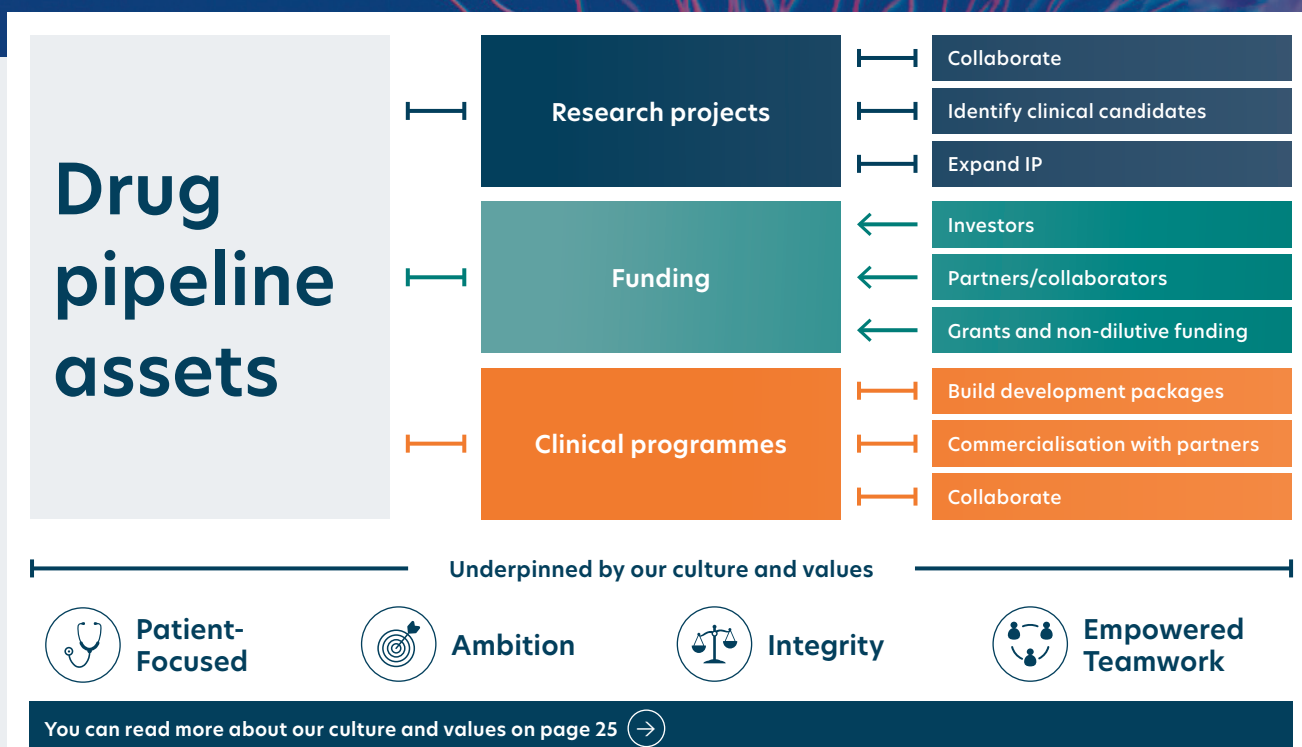 Drug
pipeline
assets
Research projects
Collaborate
Identify clinical candidates
Expand IP
Funding
Investors
Partners/collaborators
Grants and non-dilutive funding
Clinical programmes
Build development packages
Commercialisation with partners
Collaborate
Underpinned by our culture and values
Patient-
Focused
Ambition
Integrity
Empowered
Teamwork
You can read more about our culture and values on page 25